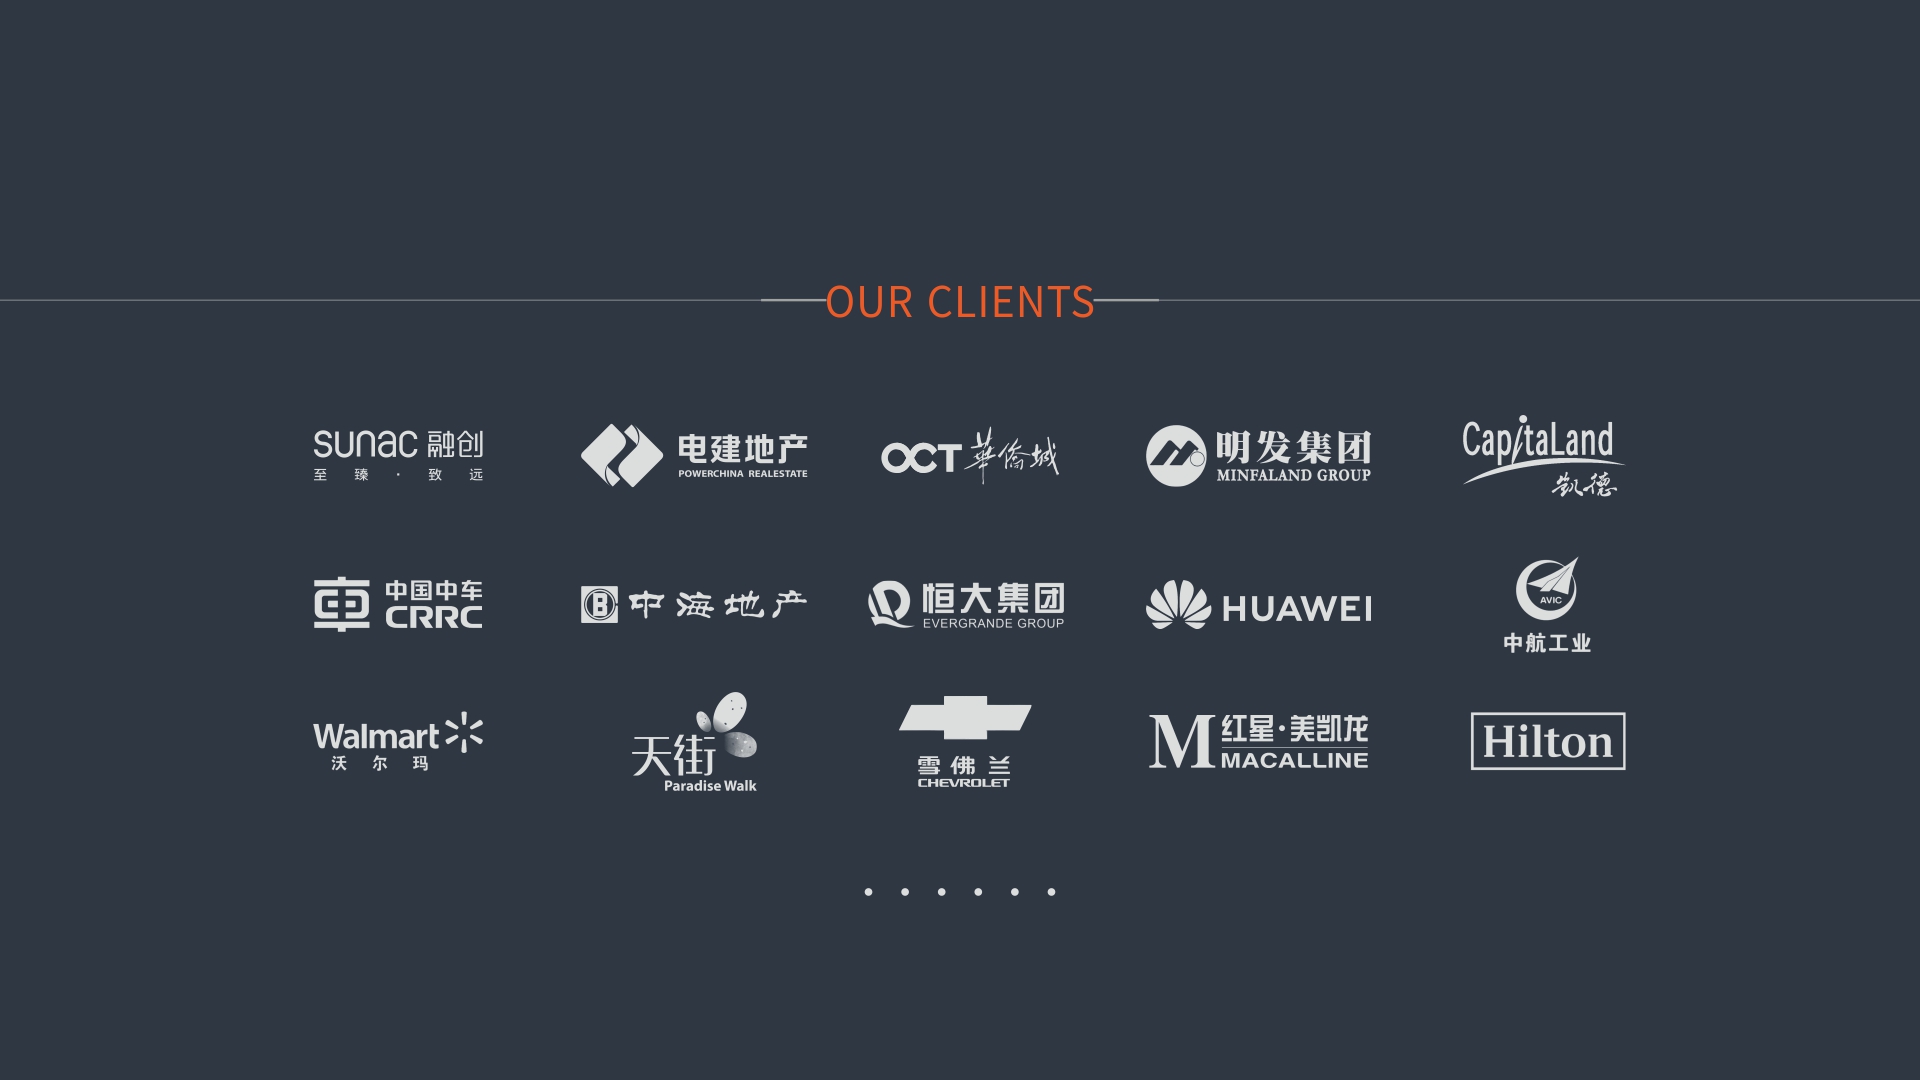 OUR CLIENTS
sunac 融创
至 臻 · 致 远
电建地产
POWERCHINA REALESTATE
OCT 華僑城
明发集团
MINFALAND GROUP
CapitaLand
凯德
中国中车
CRRC
中海地产
恒大集团
EVERGRANDE GROUP
HUAWEI
AVIC
中航工业
Walmart
沃 尔 玛
天街
Paradise Walk
雪佛兰
CHEVROLET
M 红星·美凯龙
MACALLINE
Hilton